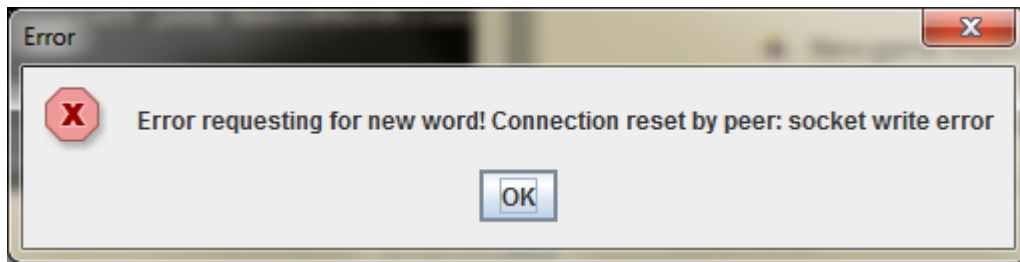 Error
Error requesting for new word! Connection reset by peer: socket write error
OK